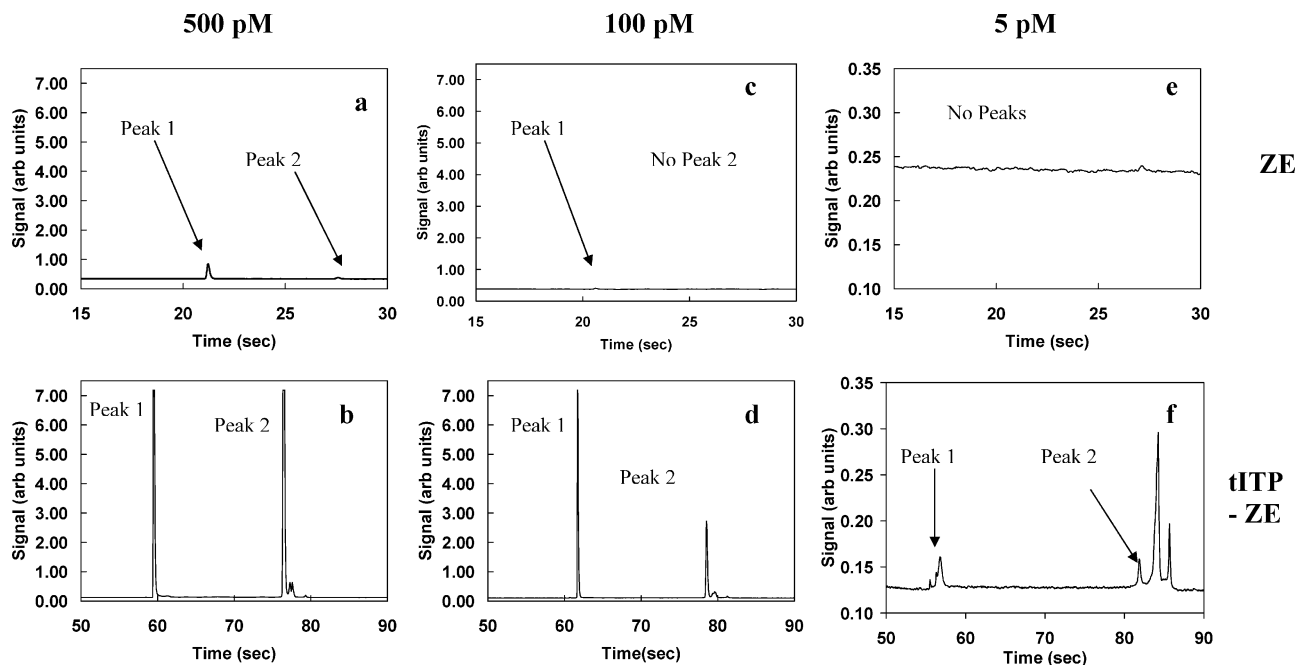 500 pM
100 pM
5 pM
ZE
tITP
- ZE
a
Signal (arb units)
7.00
6.00
5.00
4.00
3.00
2.00
1.00
0.00
Peak 1
Peak 2
15
20
25
30
Time (sec)
c
Signal (arb units)
7.00
6.00
5.00
4.00
3.00
2.00
1.00
0.00
Peak 1
No Peak 2
15
20
25
30
Time (sec)
e
Signal (arb units)
0.35
0.30
0.25
0.20
0.15
0.10
No Peaks
15
20
25
30
Time (sec)
b
Signal (arb units)
7.00
6.00
5.00
4.00
3.00
2.00
1.00
0.00
Peak 1
Peak 2
50
60
70
80
90
Time (sec)
d
Signal (arb units)
7.00
6.00
5.00
4.00
3.00
2.00
1.00
0.00
Peak 1
Peak 2
50
60
70
80
90
Time(sec)
f
Signal (arb units)
0.35
0.30
0.25
0.20
0.15
0.10
Peak 1
Peak 2
50
60
70
80
90
Time (sec)